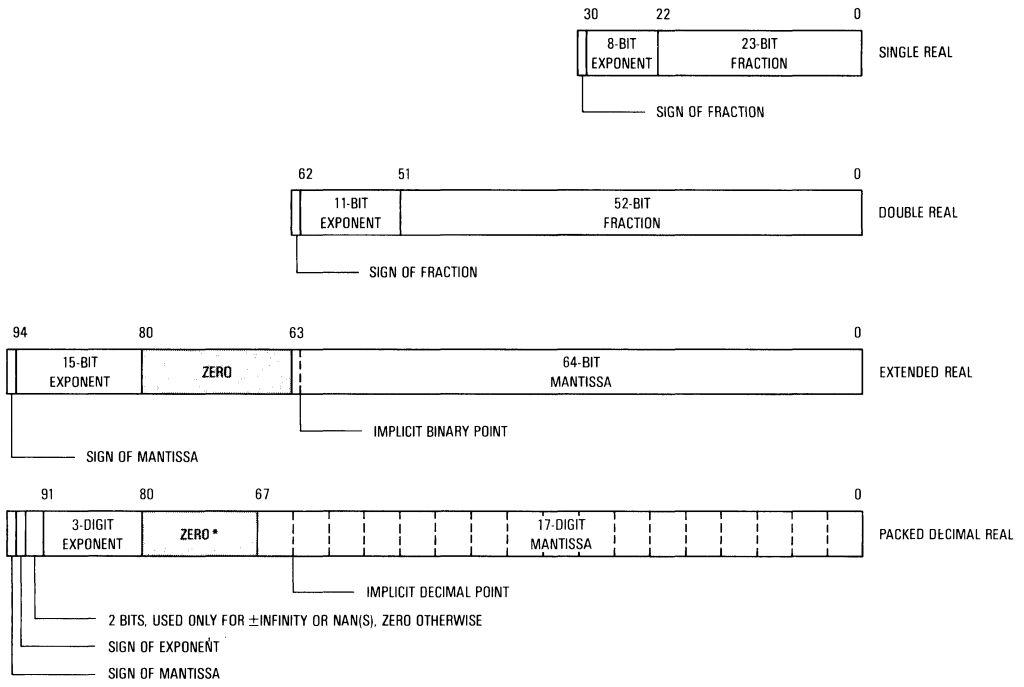 30 22 0
8-BIT EXPONENT
23-BIT FRACTION
SINGLE REAL
SIGN OF FRACTION
62 51 0
11-BIT EXPONENT
52-BIT FRACTION
DOUBLE REAL
SIGN OF FRACTION
94 80 63 0
15-BIT EXPONENT
ZERO
64-BIT MANTISSA
EXTENDED REAL
IMPLICIT BINARY POINT
SIGN OF MANTISSA
91 80 67 0
3-DIGIT EXPONENT
ZERO*
17-DIGIT MANTISSA
PACKED DECIMAL REAL
IMPLICIT DECIMAL POINT
2 BITS, USED ONLY FOR ±INFINITY OR NAN(S), ZERO OTHERWISE
SIGN OF EXPONENT
SIGN OF MANTISSA